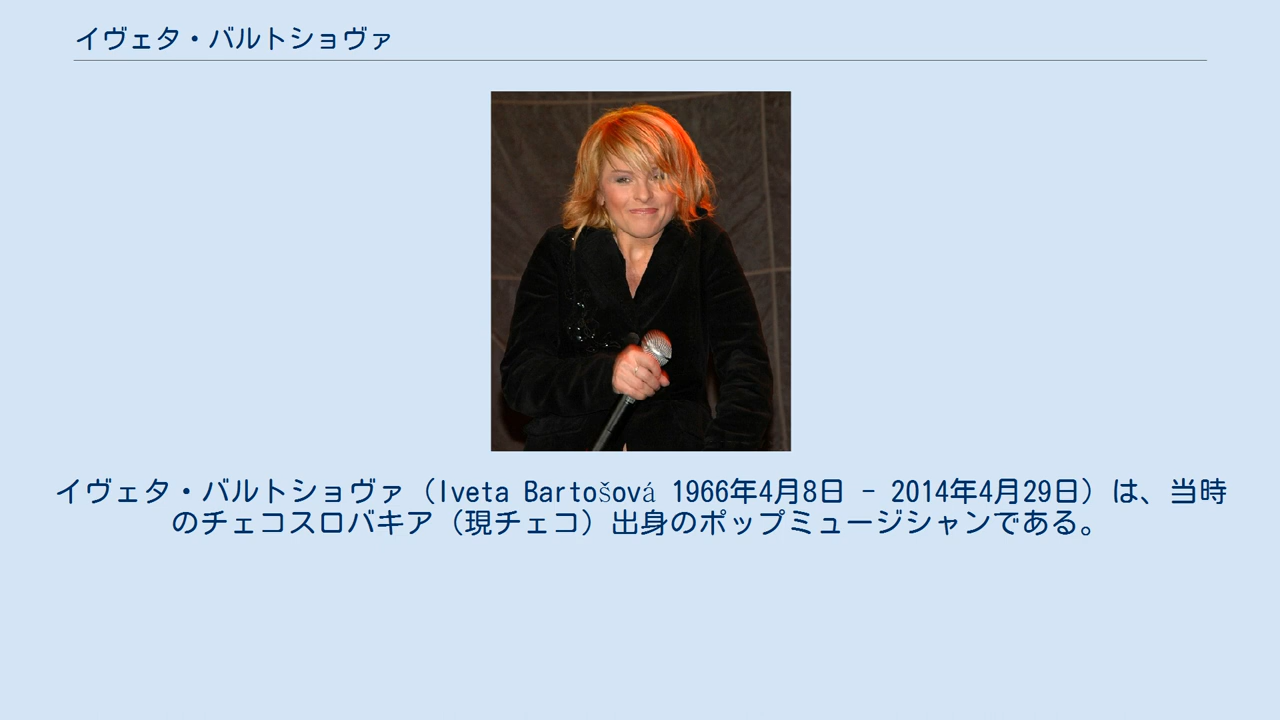 イヴェタ・バルトショヴァ
イヴェタ・バルトショヴァ（Iveta Bartošová 1966年4月8日 - 2014年4月29日）は、当時
のチェコスロバキア（現チェコ）出身のポップミュージシャンである。